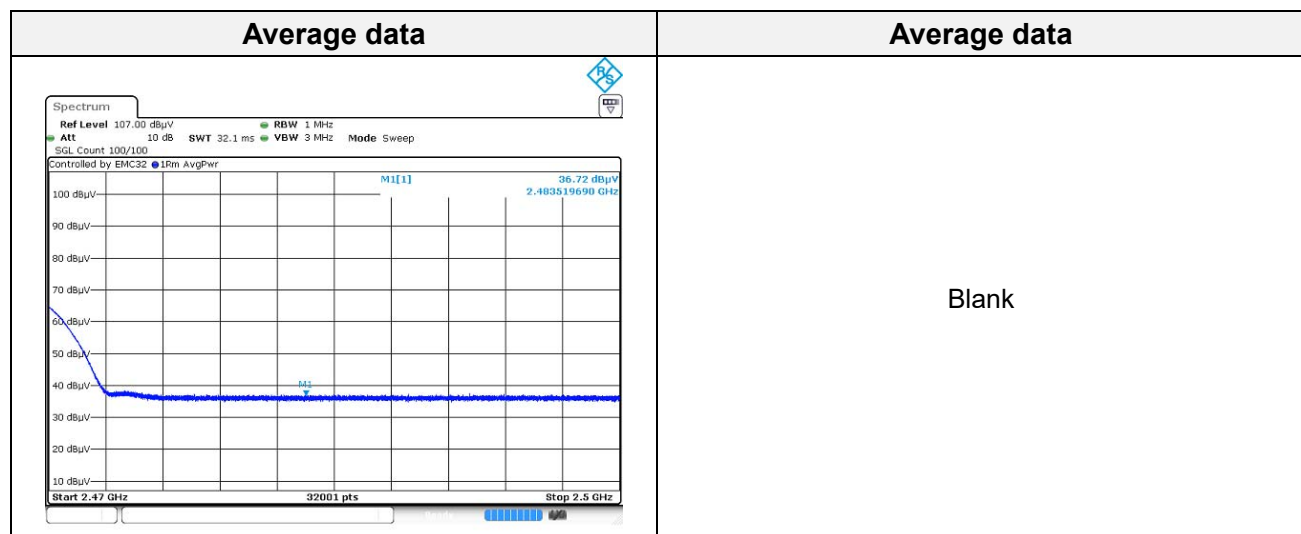 Average data
Average data
R&S
Spectrum
Ref Level 107.00 dBµV RBW 1 MHz
Att 10 dB SWT 32.1 ms VBW 3 MHz Mode Sweep
SGL Count 100/100
Controlled by EMC32 1Rm AvgPwr
M1[1] 36.72 dBµV
2.483519690 GHz
100 dBµV
90 dBµV
80 dBµV
70 dBµV
60 dBµV
50 dBµV
40 dBµV
M1
30 dBµV
20 dBµV
10 dBµV
Start 2.47 GHz 32001 pts Stop 2.5 GHz
Blank